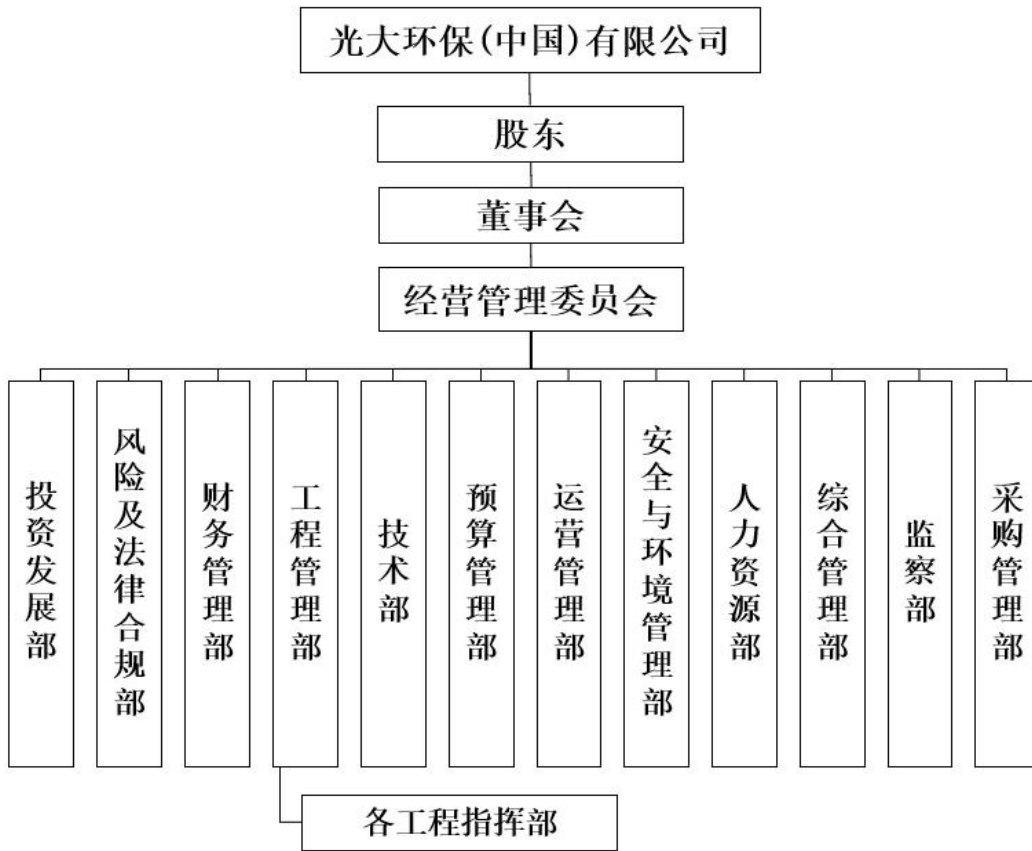 光大环保(中国)有限公司
股东
董事会
经营管理委员会
投资发展部
风险及法律合规部
财务管理部
工程管理部
技术部
预算管理部
运营管理部
安全与环境管理部
人力资源部
综合管理部
监察部
采购管理部
各工程指挥部